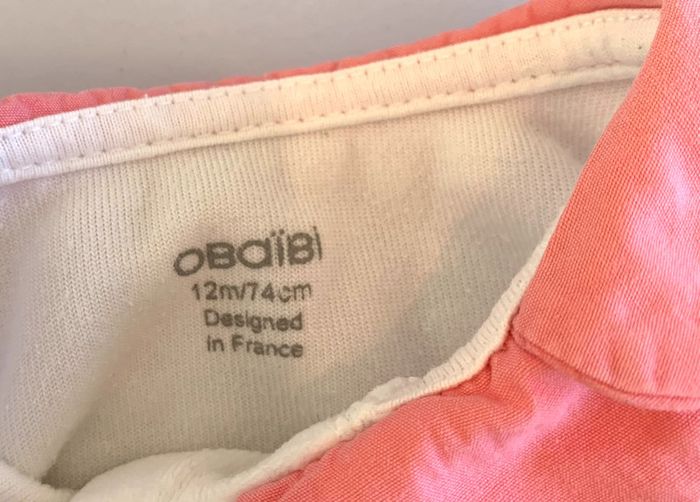 obaïbi
12m/74cm
Designed
in France